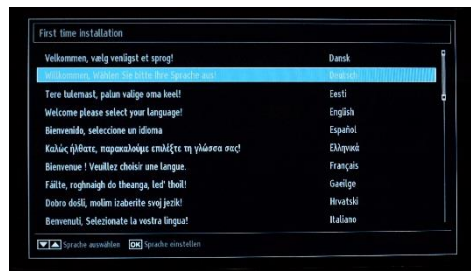 First time installation
Velkommen, vælg venligst et sprog! Dansk
Willkommen, Wählen Sie bitte Ihre Sprache aus! Deutsch
Tere tulemast, palun valige oma keel! Eesti
Welcome please select your language! English
Bienvenido, seleccione un idioma Español
Καλώς ήλθατε, παρακαλούμε επιλέξτε τη γλώσσα σας! Ελληνικά
Bienvenue ! Veuillez choisir une langue. Français
Fáilte, roghnaigh do theanga, led' thoil! Gaeilge
Dobro došli, molim izaberite svoj jezik! Hrvatski
Benvenuti, Selezionate la vostra lingua! Italiano
Sprache auswählen OK Sprache einstellen